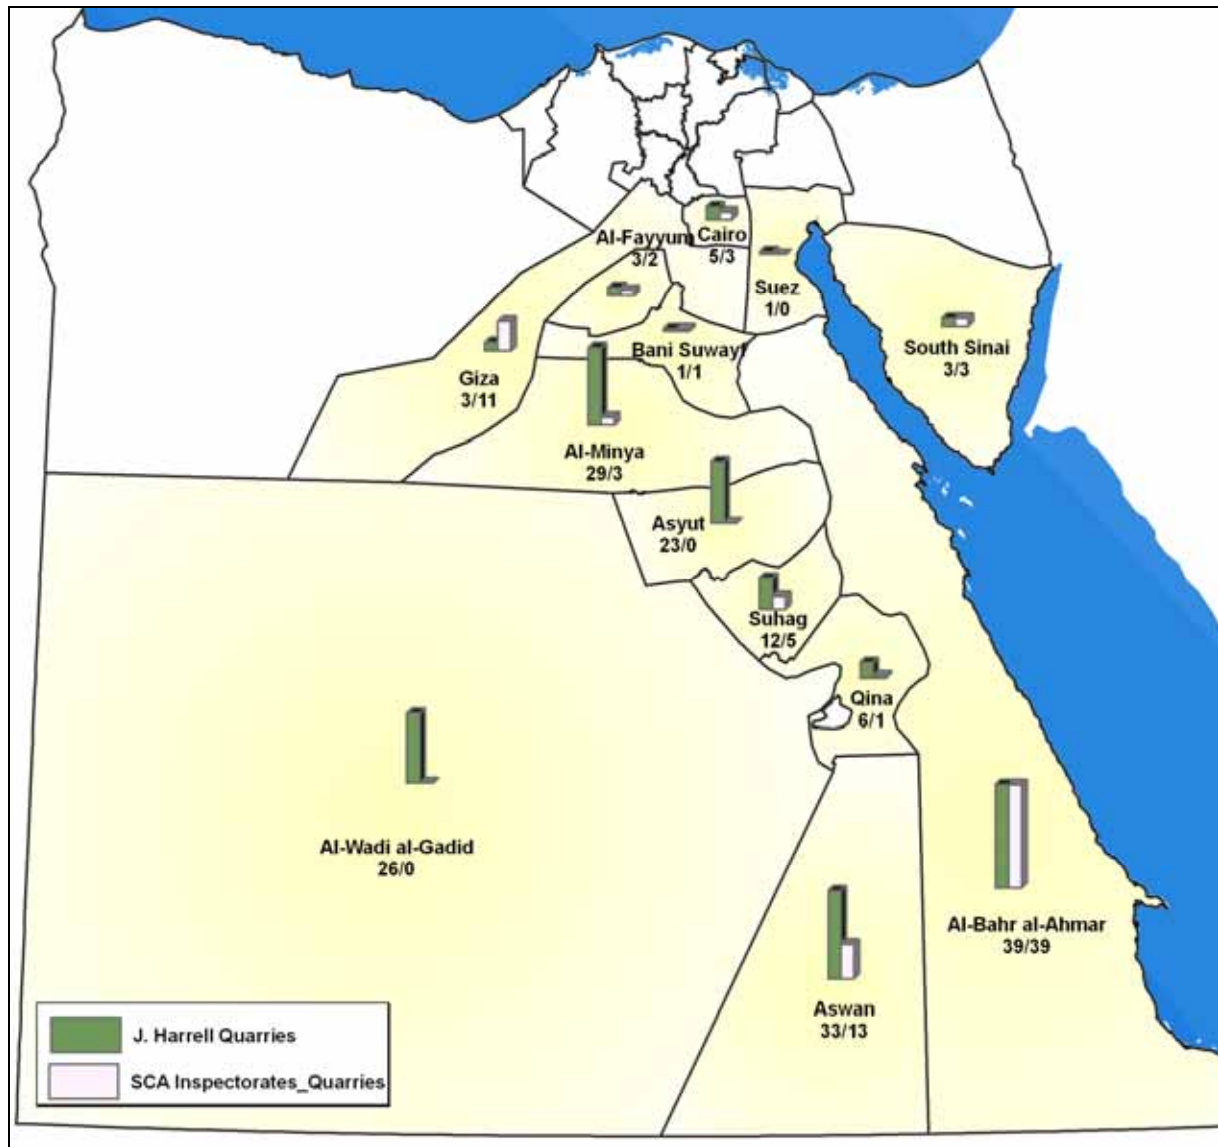 Al-Fayyum
3/2
Cairo
5/3
Suez
1/0
South Sinai
3/3
Bani Suwayf
1/1
Giza
3/11
Al-Minya
29/3
Asyut
23/0
Suhag
12/5
Qina
6/1
Al-Wadi al-Gadid
26/0
Al-Bahr al-Ahmar
39/39
Aswan
33/13
J. Harrell Quarries
SCA Inspectorates_Quarries